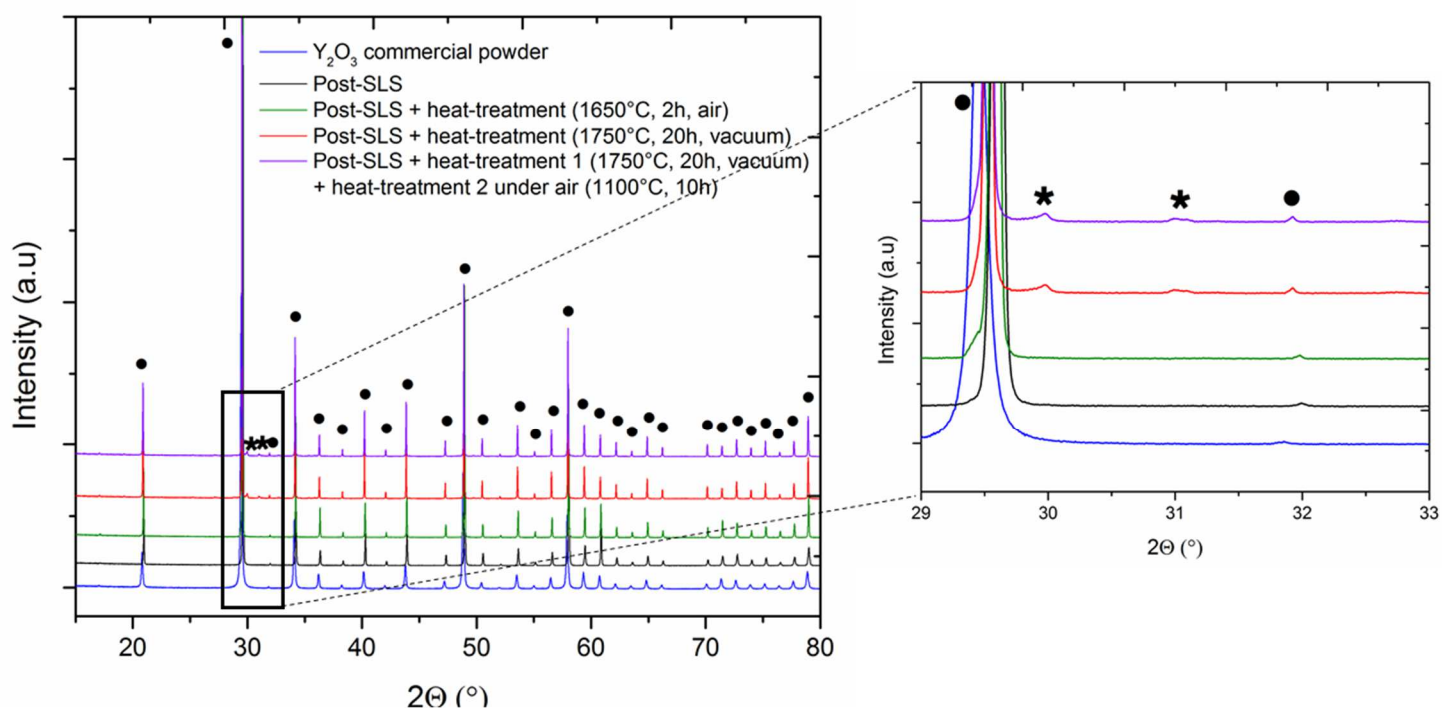 Y₂O₃ commercial powder
Post-SLS
Post-SLS + heat-treatment (1650°C, 2h, air)
Post-SLS + heat-treatment (1750°C, 20h, vacuum)
Post-SLS + heat-treatment 1 (1750°C, 20h, vacuum)
+ heat-treatment 2 under air (1100°C, 10h)
Intensity (a.u)
20 30 40 50 60 70 80
2Θ (°)
Intensity (a.u)
29 30 31 32 33
2Θ (°)